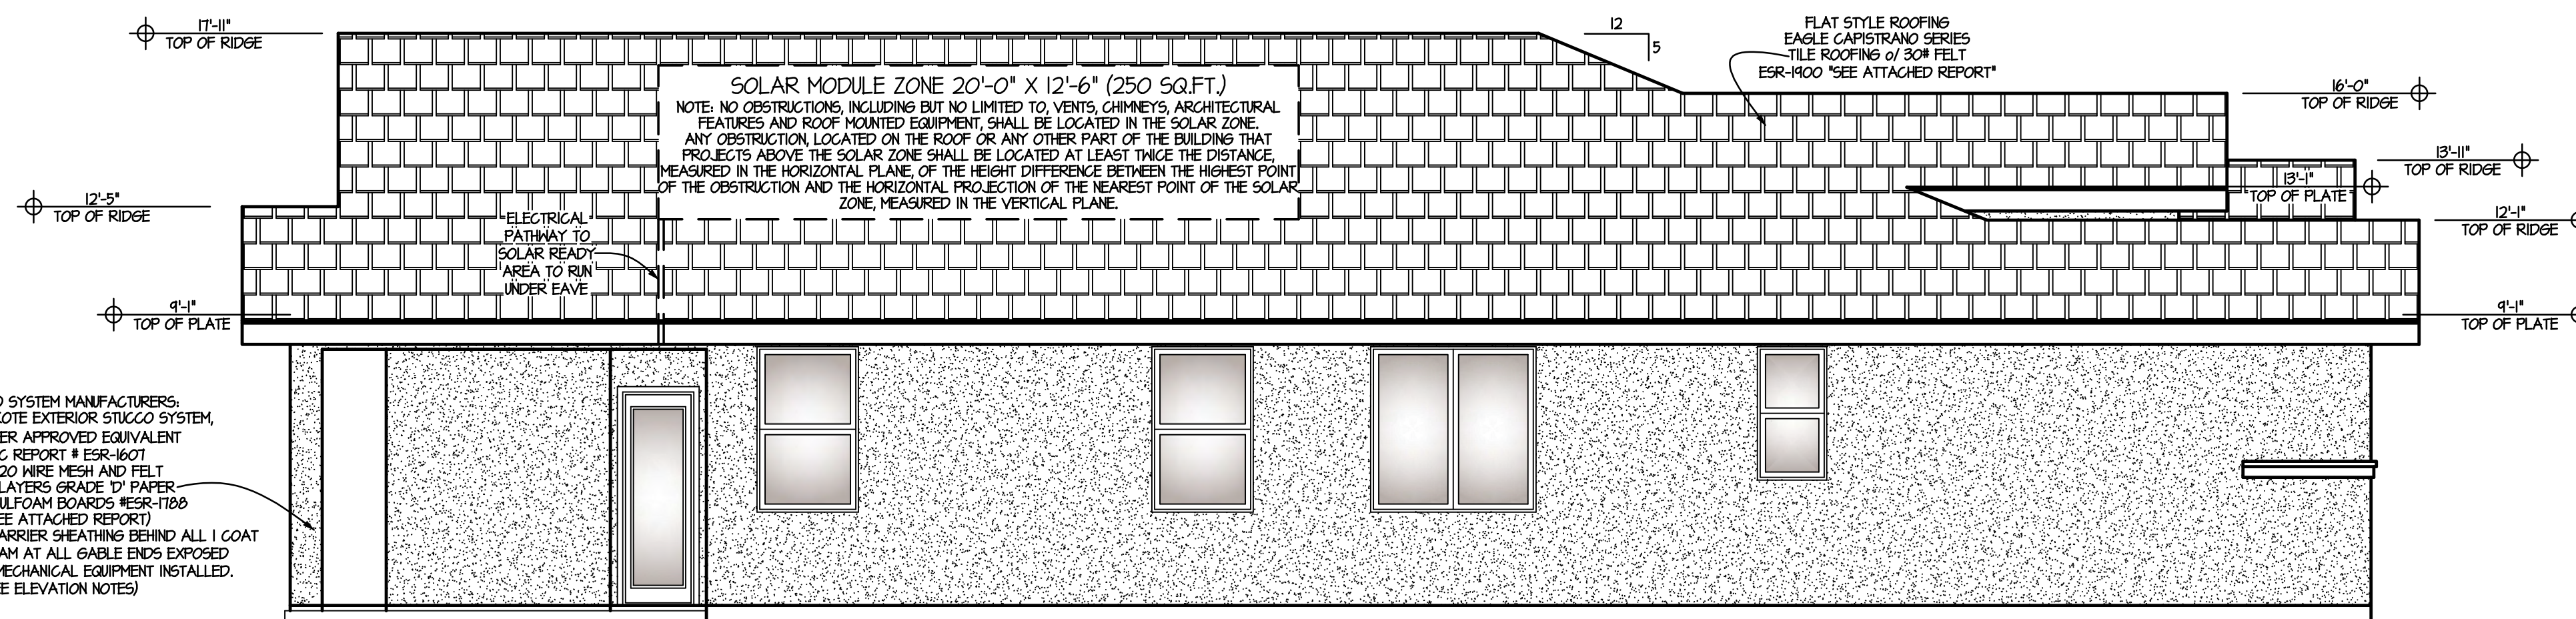 17'-11"
TOP OF RIDGE
12'-5"
TOP OF RIDGE
9'-1"
TOP OF PLATE
SOLAR MODULE ZONE 20'-0" X 12'-6" (250 SQ.FT.)
NOTE: NO OBSTRUCTIONS, INCLUDING BUT NO LIMITED TO, VENTS, CHIMNEYS, ARCHITECTURAL
FEATURES AND ROOF MOUNTED EQUIPMENT, SHALL BE LOCATED IN THE SOLAR ZONE.
ANY OBSTRUCTION, LOCATED ON THE ROOF OR ANY OTHER PART OF THE BUILDING THAT
PROJECTS ABOVE THE SOLAR ZONE SHALL BE LOCATED AT LEAST TWICE THE DISTANCE,
MEASURED IN THE HORIZONTAL PLANE, OF THE HEIGHT DIFFERENCE BETWEEN THE HIGHEST POINT
OF THE OBSTRUCTION AND THE HORIZONTAL PROJECTION OF THE NEAREST POINT OF THE SOLAR
ZONE, MEASURED IN THE VERTICAL PLANE.
ELECTRICAL
PATHWAY TO
SOLAR READY
AREA TO RUN
UNDER EAVE
12
5
FLAT STYLE ROOFING
EAGLE CAPISTRANO SERIES
TILE ROOFING o/ 30# FELT
ESR-1900 "SEE ATTACHED REPORT"
16'-0"
TOP OF RIDGE
13'-11"
TOP OF RIDGE
13'-1"
TOP OF PLATE
12'-1"
TOP OF RIDGE
9'-1"
TOP OF PLATE
SYSTEM MANUFACTURERS:
EXTERIOR STUCCO SYSTEM,
APPROVED EQUIVALENT
REPORT # ESR-1607
20 WIRE MESH AND FELT
LAYERS GRADE 'D' PAPER
BOARDS #ESR-1788
ATTACHED REPORT)
SHEATHING BEHIND ALL 1 COAT
AT ALL GABLE ENDS EXPOSED
MECHANICAL EQUIPMENT INSTALLED.
ELEVATION NOTES)